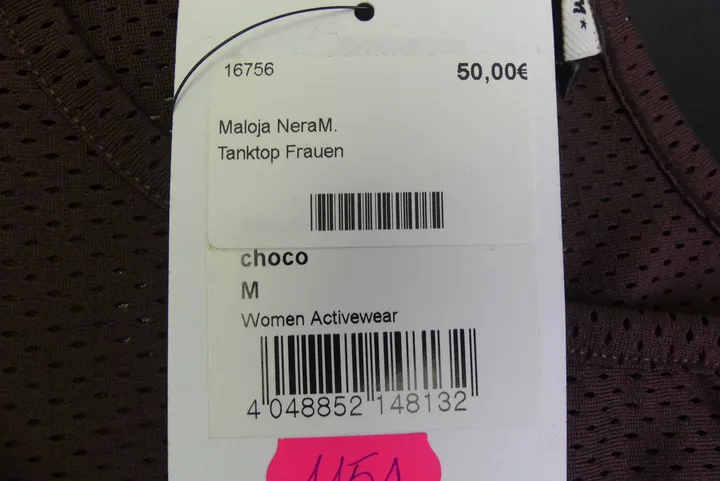 16756
50,00€
Maloja NeraM.
Tanktop Frauen
choco
M
Women Activewear
4 048852 148132